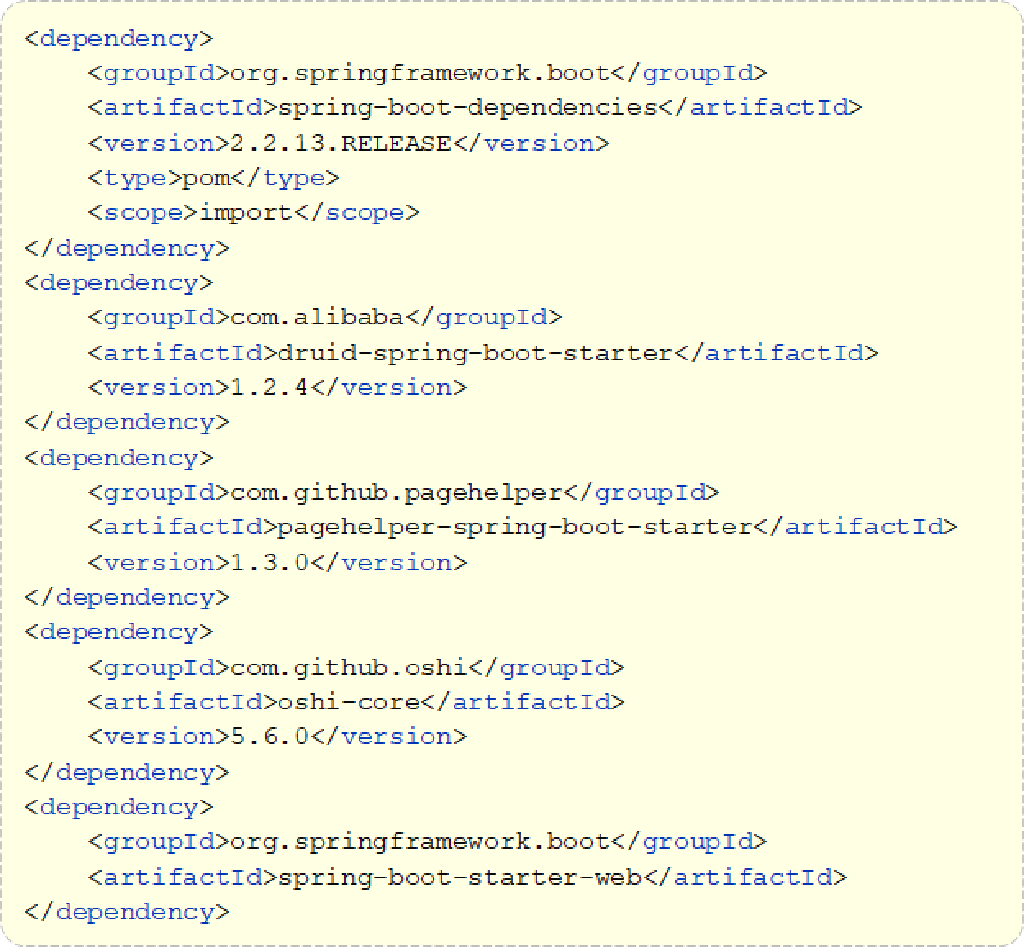 <dependency>
    <groupId>org.springframework.boot</groupId>
    <artifactId>spring-boot-dependencies</artifactId>
    <version>2.2.13.RELEASE</version>
    <type>pom</type>
    <scope>import</scope>
</dependency>
<dependency>
    <groupId>com.alibaba</groupId>
    <artifactId>druid-spring-boot-starter</artifactId>
    <version>1.2.4</version>
</dependency>
<dependency>
    <groupId>com.github.pagehelper</groupId>
    <artifactId>pagehelper-spring-boot-starter</artifactId>
    <version>1.3.0</version>
</dependency>
<dependency>
    <groupId>com.github.oshi</groupId>
    <artifactId>oshi-core</artifactId>
    <version>5.6.0</version>
</dependency>
<dependency>
    <groupId>org.springframework.boot</groupId>
    <artifactId>spring-boot-starter-web</artifactId>
</dependency>